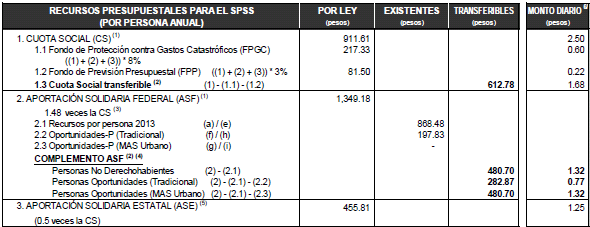 RECURSOS PRESUPUESTALES PARA EL SPSS (POR PERSONA ANUAL) POR LEY (pesos) EXISTENTES (pesos) TRANSFERIBLES (pesos) MONTO DIARIO 6/ (pesos)
1. CUOTA SOCIAL (CS) (1) 911.61 2.50
1.1 Fondo de Protección contra Gastos Catastróficos (FPGC) 217.33 0.60
((1) + (2) + (3)) * 8%
1.2 Fondo de Previsión Presupuestal (FPP) ((1) + (2) + (3)) * 3% 81.50 0.22
1.3 Cuota Social transferible (2) (1) - (1.1) - (1.2) 612.78 1.68
2. APORTACIÓN SOLIDARIA FEDERAL (ASF) (1) 1,349.18
1.48 veces la CS (3)
2.1 Recursos por persona 2013 (a) / (e) 868.48
2.2 Oportunidades-P (Tradicional) (f) / (h) 197.83
2.3 Oportunidades-P (MAS Urbano) (g) / (i) -
COMPLEMENTO ASF (2) (4)
Personas No Derechohabientes (2) - (2.1) 480.70 1.32
Personas Oportunidades (Tradicional) (2) - (2.1) - (2.2) 282.87 0.77
Personas Oportunidades (MAS Urbano) (2) - (2.1) - (2.3) 480.70 1.32
3. APORTACIÓN SOLIDARIA ESTATAL (ASE) (5) 455.81 1.25
(0.5 veces la CS)